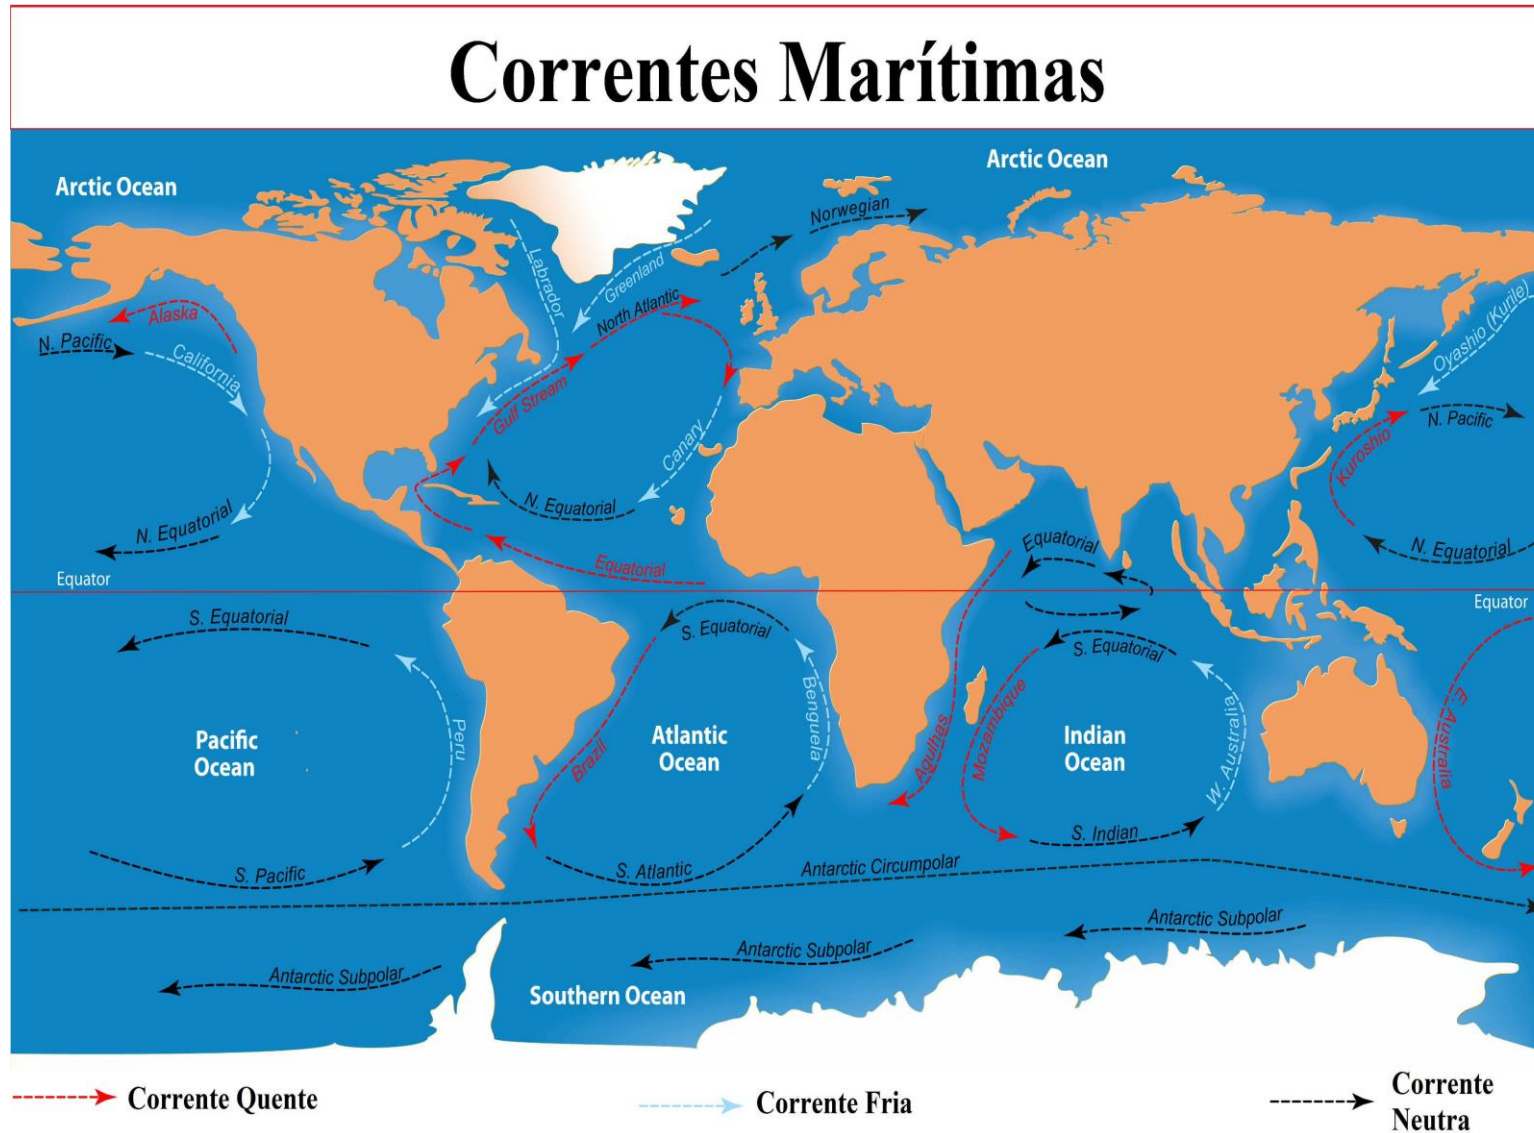 Correntes Marítimas
Arctic Ocean
Arctic Ocean
Norwegian
Labrador
Greenland
North Atlantic
Alaska
N. Pacific
California
Gulf Stream
Canary
N. Equatorial
N. Equatorial
Oyashio (Kurile)
N. Pacific
Kuroshio
N. Equatorial
Equatorial
Equatorial
Equator
Equator
S. Equatorial
S. Equatorial
S. Equatorial
Pacific
Ocean
Peru
Atlantic
Ocean
Brazil
Benguela
Agulhas
Mozambique
Indian
Ocean
W. Australia
E. Australia
S. Pacific
S. Atlantic
S. Indian
Antarctic Circumpolar
Antarctic Subpolar
Antarctic Subpolar
Antarctic Subpolar
Southern Ocean
Corrente Quente
Corrente Fria
Corrente
Neutra